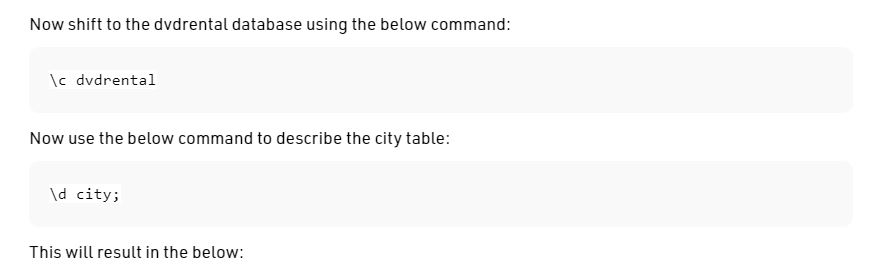 Now shift to the dvdrental database using the below command:
\c dvdrental
Now use the below command to describe the city table:
\d city;
This will result in the below: